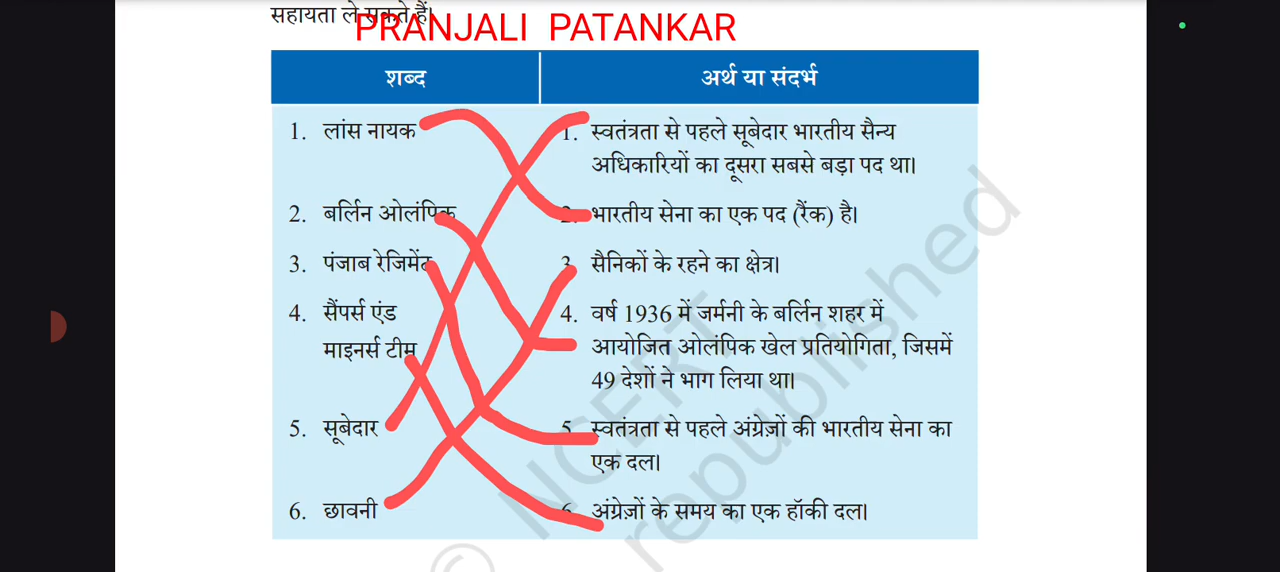 सहायता ले सकते हैं।
PRANJALI PATANKAR
शब्द
अर्थ या संदर्भ
1. लांस नायक
1. स्वतंत्रता से पहले सूबेदार भारतीय सैन्य
अधिकारियों का दूसरा सबसे बड़ा पद था।
2. बर्लिन ओलंपिक
2. भारतीय सेना का एक पद (रैंक) है।
3. पंजाब रेजिमेंट
3. सैनिकों के रहने का क्षेत्र।
4. सैंपर्स एंड
माइनर्स टीम
4. वर्ष 1936 में जर्मनी के बर्लिन शहर में
आयोजित ओलंपिक खेल प्रतियोगिता, जिसमें
49 देशों ने भाग लिया था।
5. सूबेदार
5. स्वतंत्रता से पहले अंग्रेज़ों की भारतीय सेना का
एक दल।
6. छावनी
6. अंग्रेज़ों के समय का एक हॉकी दल।
© NCERT
republished